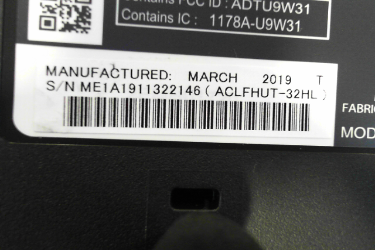 Contains FCC ID : ADTU9W31
Contains IC : 1178A-U9W31
MANUFACTURED: MARCH 2019 T
S/N ME1A1911322146 ( ACLFHUT-32HL )
FABRIC
MOD